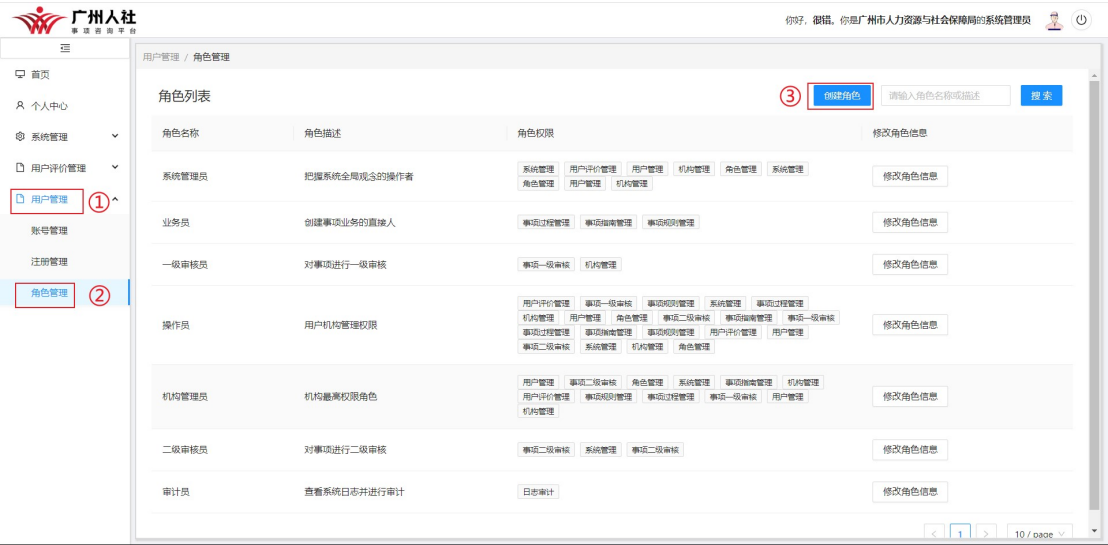 广州人社
事项咨询平台
你好，很错。你是广州市人力资源与社会保障局的系统管理员
首页
个人中心
系统管理
用户评价管理
用户管理 ①
账号管理
注册管理
角色管理 ②
用户管理 / 角色管理
角色列表
③ 创建角色 请输入角色名称或描述 搜 索
角色名称 角色描述 角色权限 修改角色信息
系统管理员 把握系统全局观念的操作者 系统管理 用户评价管理 用户管理 机构管理 角色管理 系统管理 修改角色信息
角色管理 用户管理 机构管理
业务员 创建事项业务的直接人 事项过程管理 事项指南管理 事项规则管理 修改角色信息
一级审核员 对事项进行一级审核 事项一级审核 机构管理 修改角色信息
用户评价管理 事项一级审核 事项规则管理 系统管理 事项过程管理
机构管理 用户管理 角色管理 事项二级审核 事项指南管理 事项一级审核
操作员 用户机构管理权限 修改角色信息
事项过程管理 事项指南管理 事项规则管理 用户评价管理 用户管理
事项二级审核 系统管理 机构管理 角色管理
用户管理 事项二级审核 角色管理 系统管理 事项指南管理 机构管理
机构管理员 机构最高权限角色 用户评价管理 事项规则管理 事项过程管理 事项一级审核 用户管理 修改角色信息
机构管理
二级审核员 对事项进行二级审核 事项二级审核 系统管理 事项二级审核 修改角色信息
审计员 查看系统日志并进行审计 日志审计 修改角色信息
< 1 > 10 / page